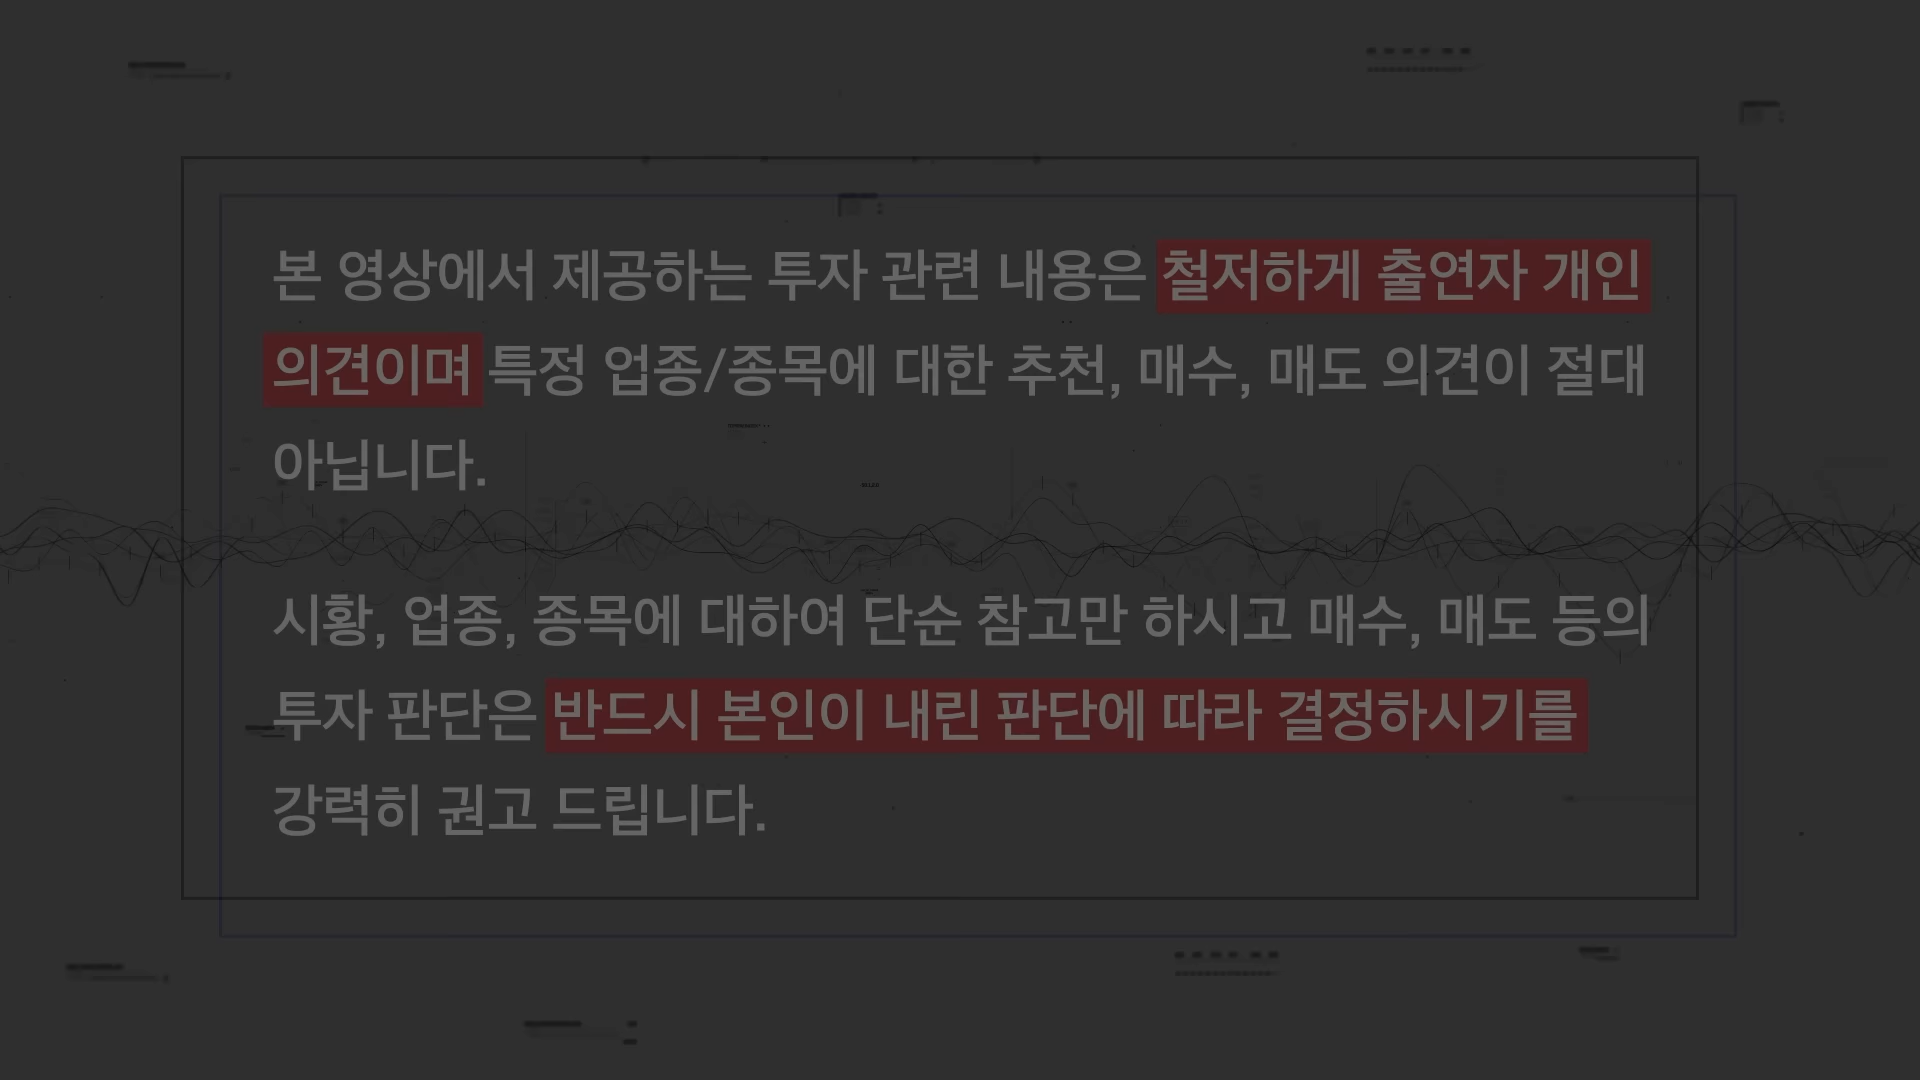 본 영상에서 제공하는 투자 관련 내용은 철저하게 출연자 개인
의견이며 특정 업종/종목에 대한 추천, 매수, 매도 의견이 절대
아닙니다.
시황, 업종, 종목에 대하여 단순 참고만 하시고 매수, 매도 등의
투자 판단은 반드시 본인이 내린 판단에 따라 결정하시기를
강력히 권고 드립니다.